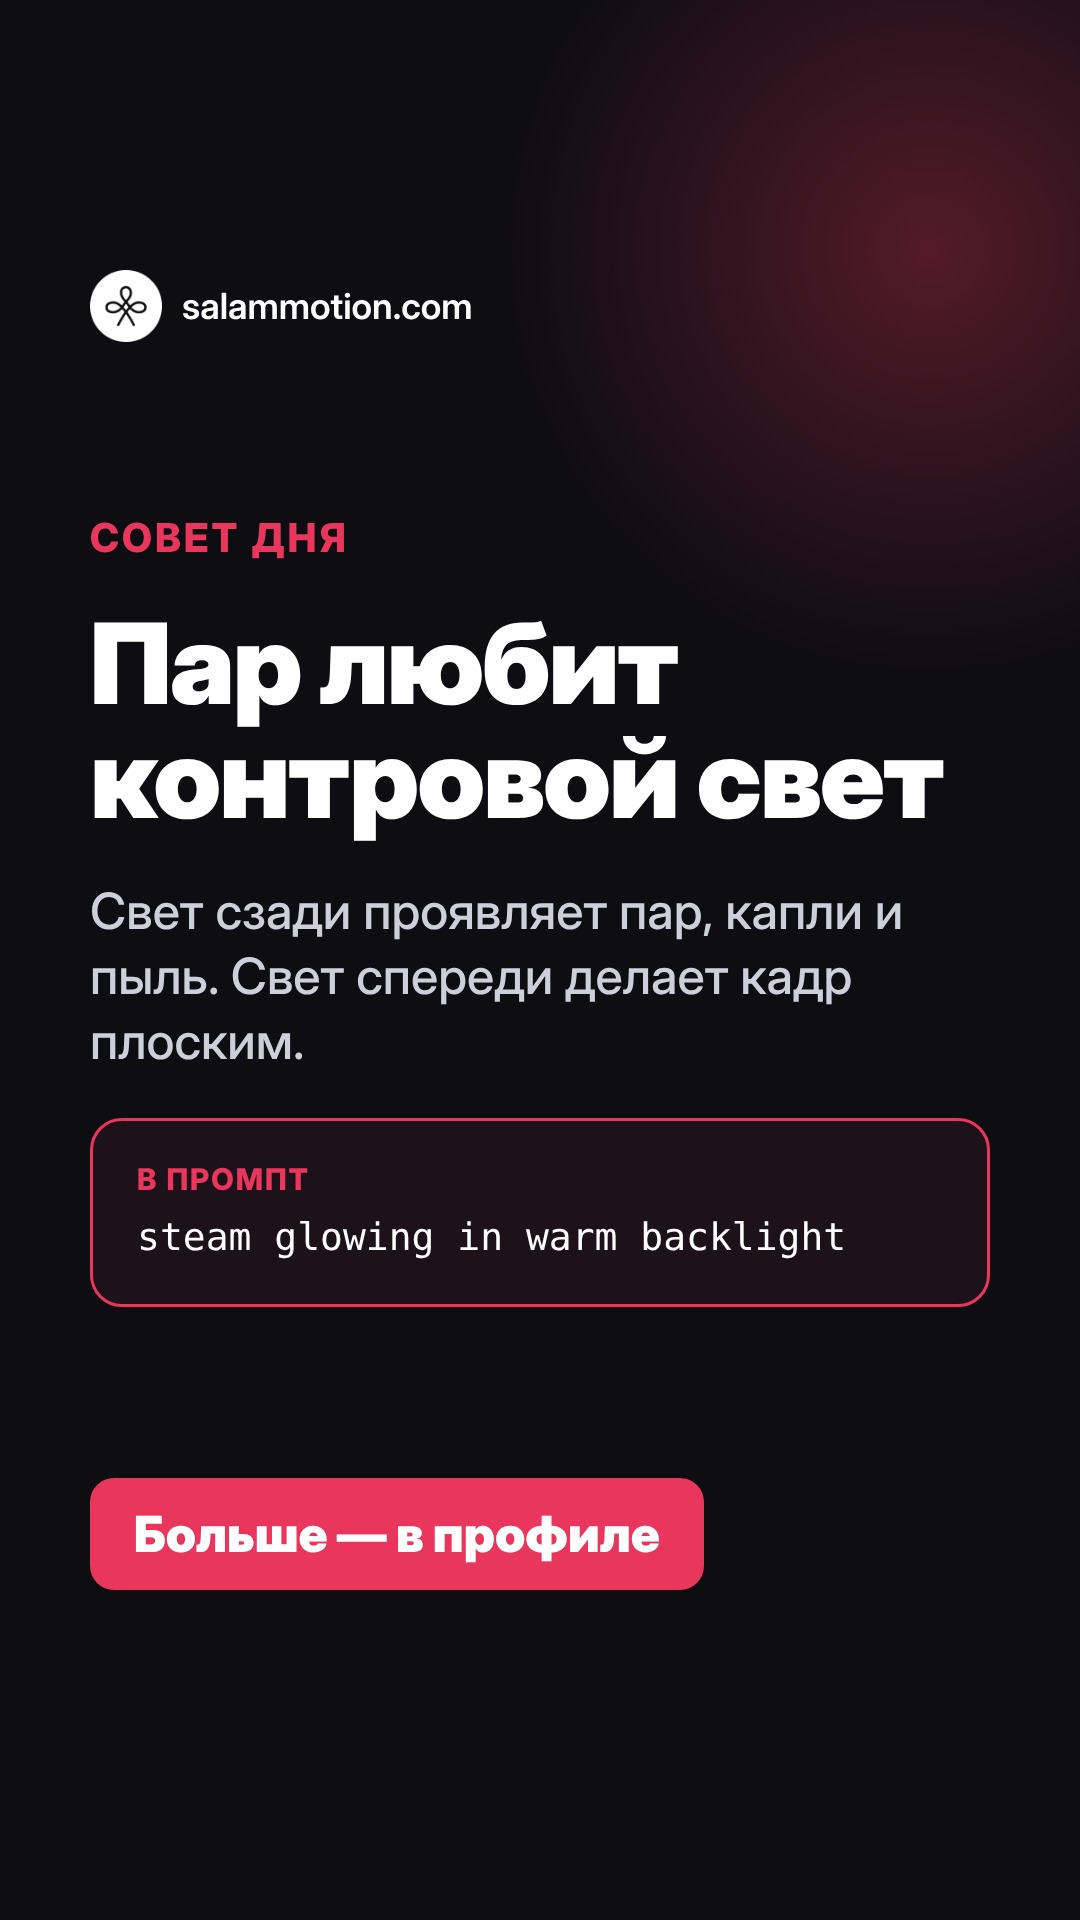 salammotion.com
СОВЕТ ДНЯ
Пар любит
контровой свет
Свет сзади проявляет пар, капли и
пыль. Свет спереди делает кадр
плоским.
В ПРОМПТ
steam glowing in warm backlight
Больше — в профиле